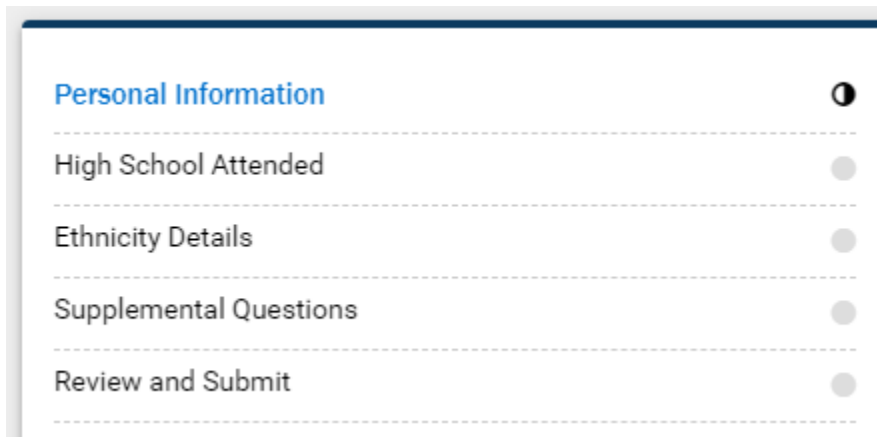 Personal Information
High School Attended
Ethnicity Details
Supplemental Questions
Review and Submit